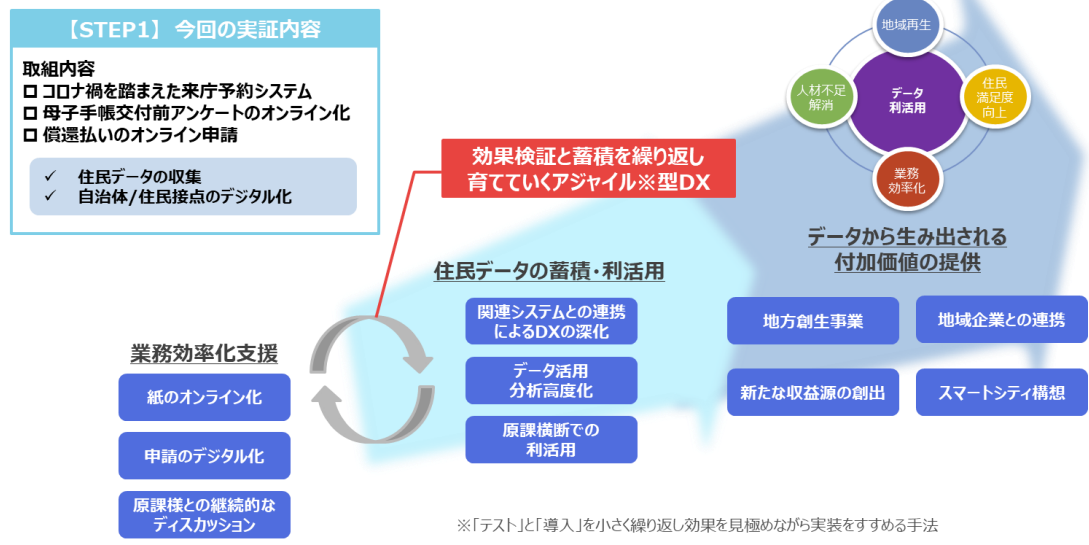 【STEP1】 今回の実証内容
取組内容
コロナ禍を踏まえた来庁予約システム
母子手帳交付前アンケートのオンライン化
償還払いのオンライン申請
✓ 住民データの収集
✓ 自治体/住民接点のデジタル化
効果検証と蓄積を繰り返し
育てていくアジャイル※型DX
地域再生
人材不足
解消
データ
利活用
住民
満足度
向上
業務
効率化
データから生み出される
付加価値の提供
地方創生事業
地域企業との連携
新たな収益源の創出
スマートシティ構想
住民データの蓄積・利活用
関連システムとの連携
によるDXの深化
データ活用
分析高度化
原課横断での
利活用
業務効率化支援
紙のオンライン化
申請のデジタル化
原課様との継続的な
ディスカッション
※「テスト」と「導入」を小さく繰り返し効果を見極めながら実装をすすめる手法